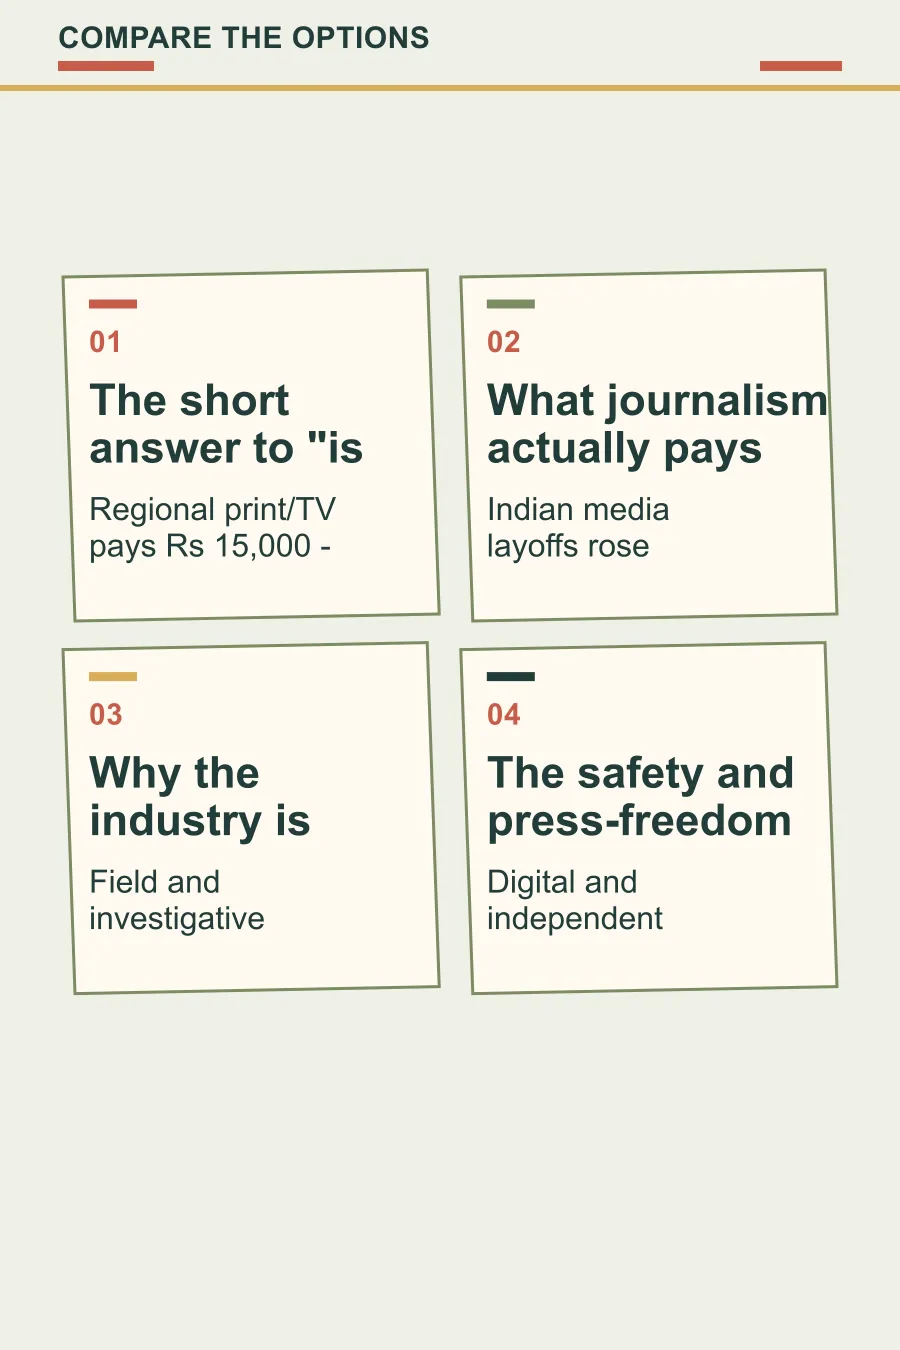 COMPARE THE OPTIONS
01
The short
answer to "is
Regional print/TV
pays Rs 15,000 -
02
What journalism
actually pays
Indian media
layoffs rose
03
Why the
industry is
Field and
investigative
04
The safety and
press-freedom
Digital and
independent